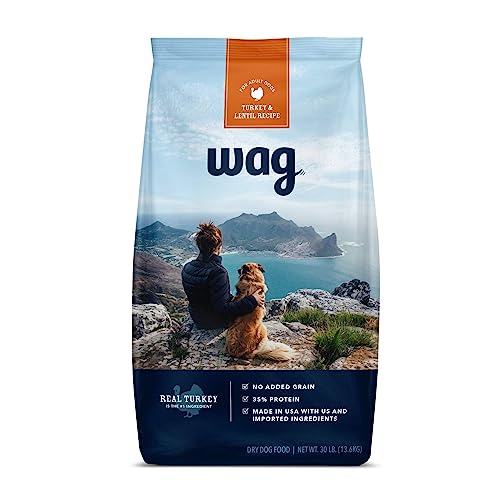 FOR ADULT DOGS
TURKEY &
LENTIL RECIPE
wag
REAL TURKEY
IS THE #1 INGREDIENT
NO ADDED GRAIN
35% PROTEIN
MADE IN USA WITH US AND
IMPORTED INGREDIENTS
DRY DOG FOOD | NET WT. 30 LB. (13.6KG)